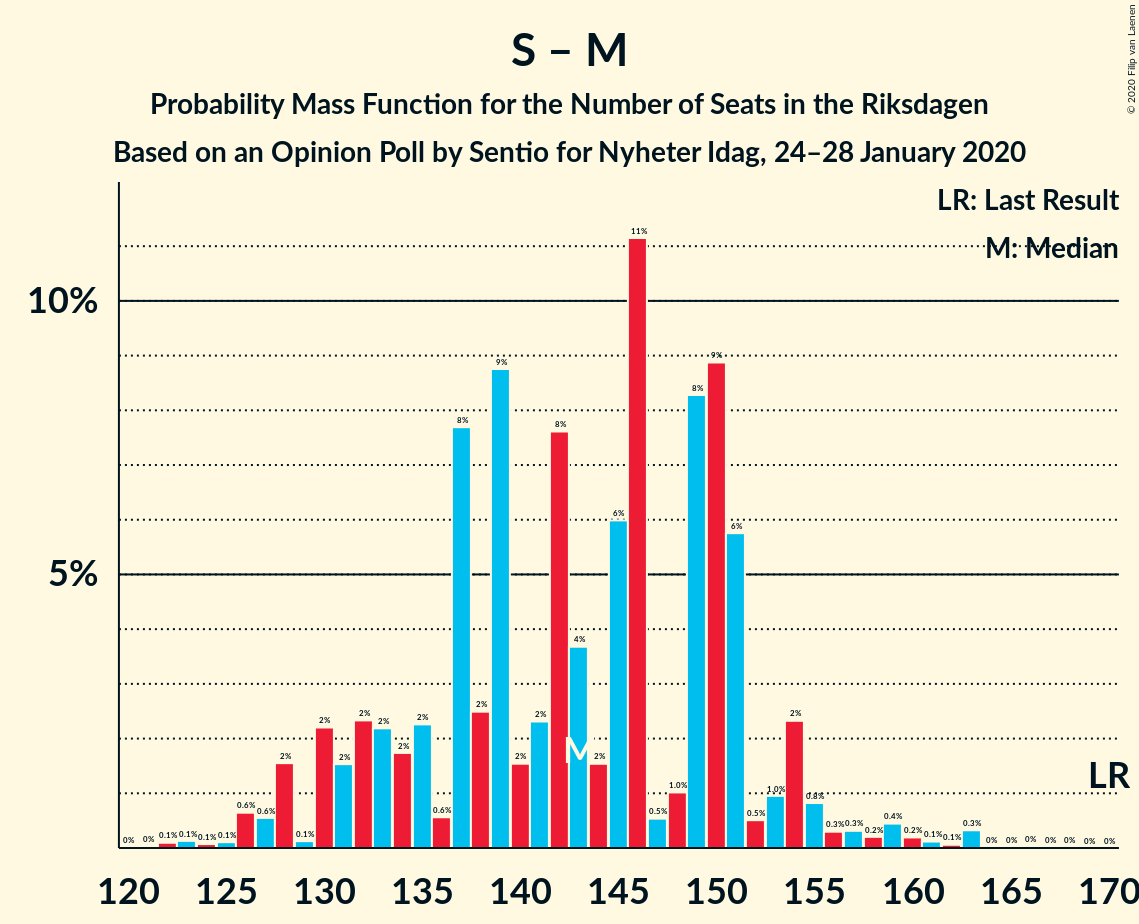 © 2020 Filip van Laenen
S – M
Probability Mass Function for the Number of Seats in the Riksdagen
Based on an Opinion Poll by Sentio for Nyheter Idag, 24–28 January 2020
LR: Last Result
M: Median
10%
5%
0% 0% 0.1% 0.1% 0.1% 0.1% 0.6% 0.6% 2% 0.1% 2% 2% 2% 2% 2% 2% 0.6% 8% 2% 9% 2% 2% 8% 4% 2% 6% 11% 0.5% 1.0% 8% 9% 6% 0.5% 1.0% 2% 0.8% 0.3% 0.3% 0.2% 0.4% 0.2% 0.1% 0.1% 0.3% 0% 0% 0% 0% 0% 0% 0%
M
LR
120 125 130 135 140 145 150 155 160 165 170